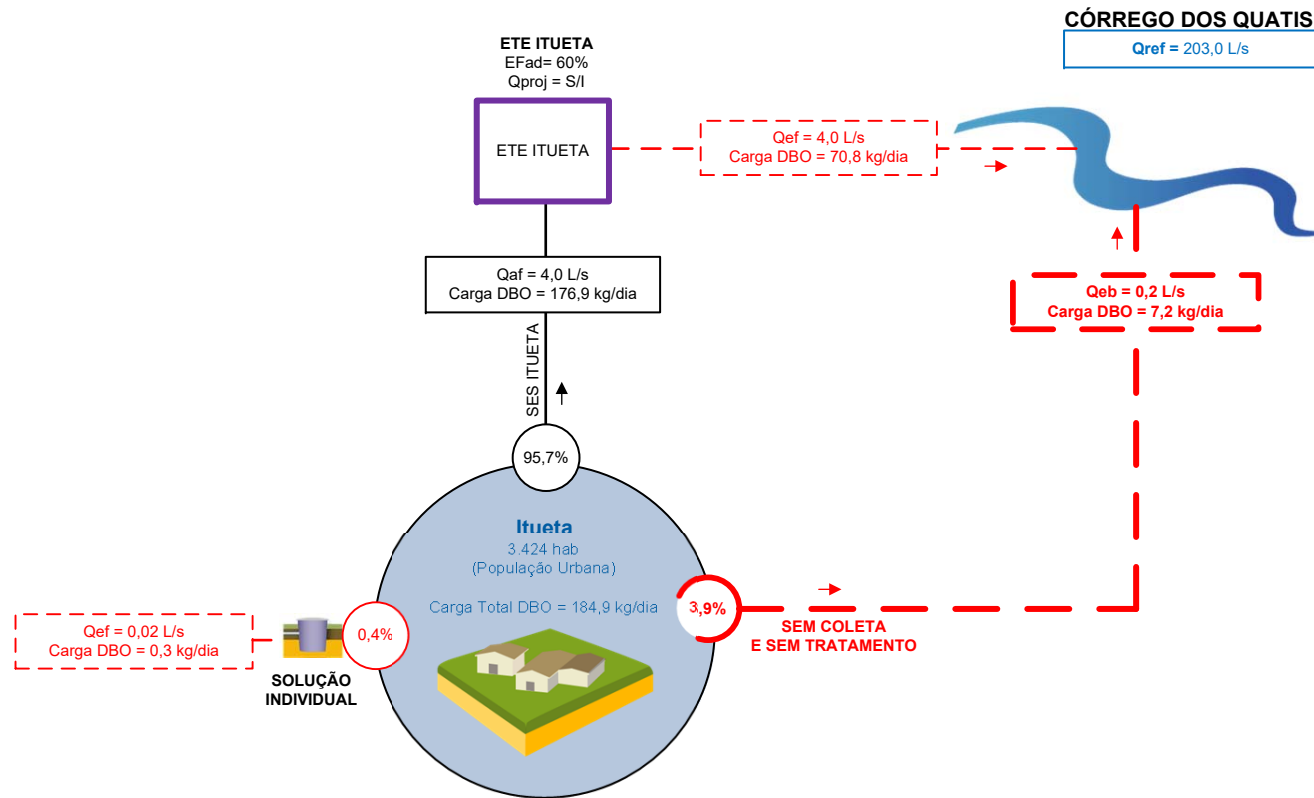 CÓRREGO DOS QUATIS
Qref = 203,0 L/s
ETE ITUETA
EFad= 60%
Qproj = S/I
ETE ITUETA
Qef = 4,0 L/s
Carga DBO = 70,8 kg/dia
Qaf = 4,0 L/s
Carga DBO = 176,9 kg/dia
Qeb = 0,2 L/s
Carga DBO = 7,2 kg/dia
SES ITUETA
95,7%
Itueta
3.424 hab
(População Urbana)
Carga Total DBO = 184,9 kg/dia
3,9%
SEM COLETA
E SEM TRATAMENTO
Qef = 0,02 L/s
Carga DBO = 0,3 kg/dia
0,4%
SOLUÇÃO
INDIVIDUAL